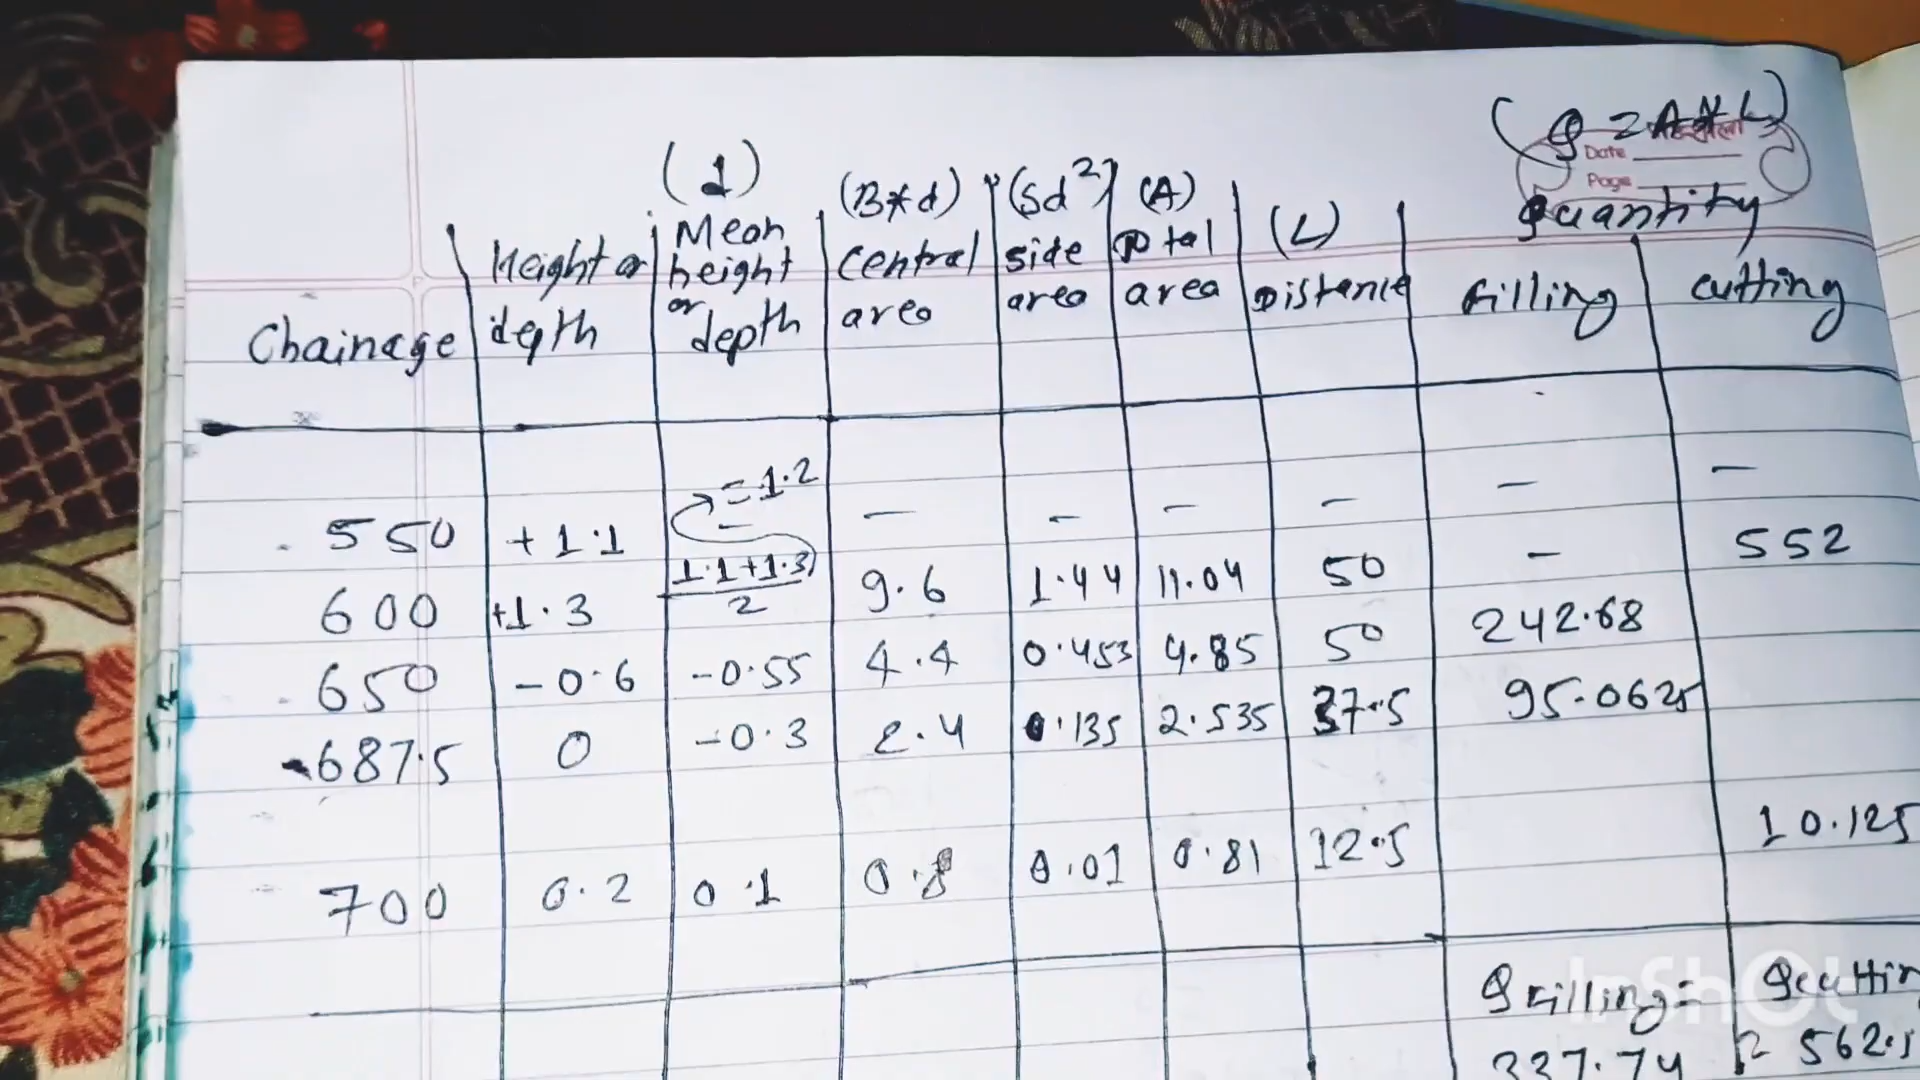 (Q = A*L)
Date
Page
(d) (B*d) (Sd²) (A) (L) Quantity
Chainage Height or depth Mean height or depth Central area side area Total area Distance filling cutting
550 +1.1 – – – – – – –
600 +1.3 1.1+1.3/2 =1.2 9.6 1.44 11.04 50 – 552
650 -0.6 -0.55 4.4 0.453 4.85 50 242.68
687.5 0 -0.3 2.4 0.135 2.535 37.5 95.0625
700 0.2 0.1 0.8 0.01 0.81 12.5 10.125
Q filling = Qcuttin
337.74 = 562.1
InShot